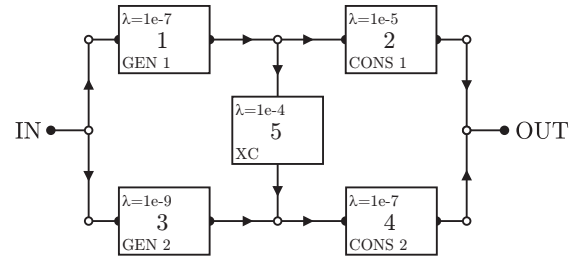 λ=1e-7
1
GEN 1
λ=1e-5
2
CONS 1
λ=1e-4
5
XC
IN
OUT
λ=1e-9
3
GEN 2
λ=1e-7
4
CONS 2